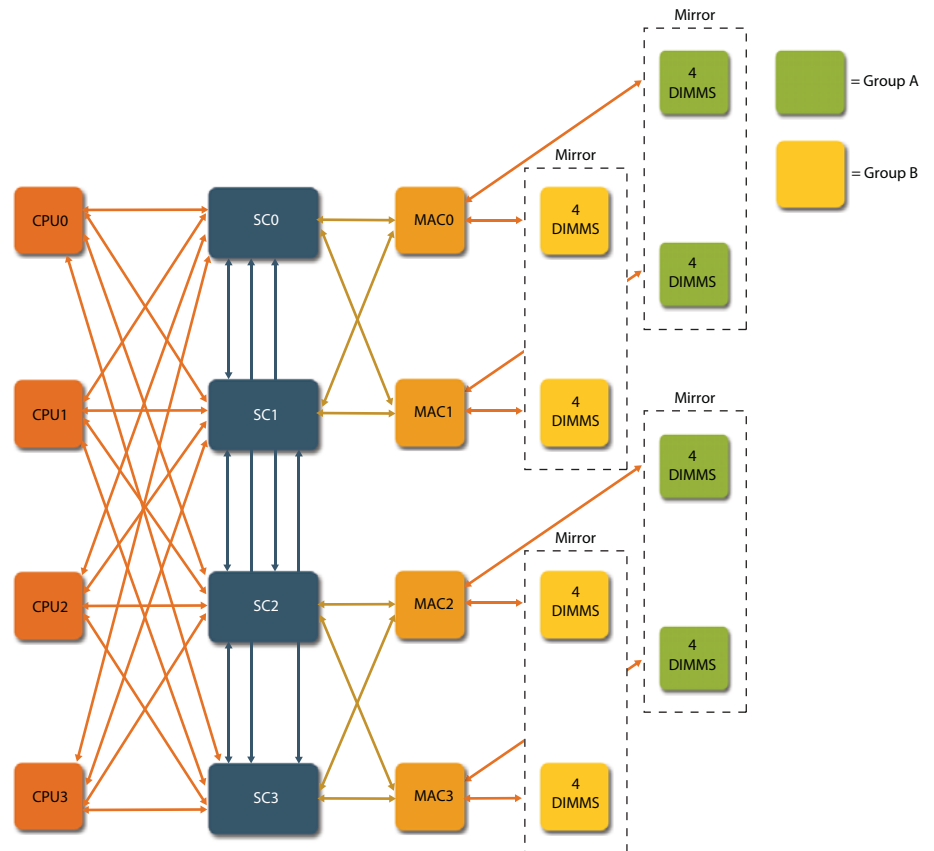 Mirror
4
DIMMS
= Group A
Mirror
= Group B
CPU0
SC0
MAC0
4
DIMMS
4
DIMMS
CPU1
SC1
MAC1
4
DIMMS
Mirror
4
DIMMS
Mirror
CPU2
SC2
MAC2
4
DIMMS
4
DIMMS
CPU3
SC3
MAC3
4
DIMMS